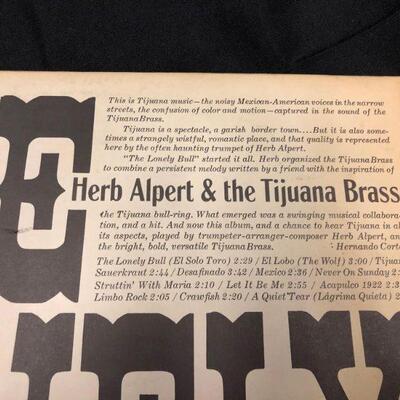 This is Tijuana music—the noisy Mexican-American voices in the narrow
streets, the confusion of color and motion—captured in the sound of the
Tijuana Brass.
Tijuana is a spectacle, a garish border town....But it is also some-
times a strangely wistful, romantic place, and that quality is represented
here by the often haunting trumpet of Herb Alpert.
"The Lonely Bull" started it all. Herb organized the Tijuana Brass
to combine a persistent melody written by a friend with the inspiration of
E
Herb Alpert & the Tijuana Brass
the Tijuana bull-ring. What emerged was a swinging musical collabora-
tion, and a hit. And now this album, and a chance to hear Tijuana in al
its aspects, played by trumpeter-arranger-composer Herb Alpert, and
the bright, bold, versatile Tijuana Brass. Hernando Corte
The Lonely Bull (El Solo Toro) 2:29 / El Lobo (The Wolf) 3:00 / Tijuan
Sauerkraut 2:44 / Desafinado 3:42 / Mexico 2:36 / Never On Sunday 2
Struttin' With Maria 2:10 / Let It Be Me 2:55 / Acapulco 1922 2:3
Limbo Rock 2:05 / Crawfish 2:20 / A Quiet Tear (Lágrima Quieta) 2